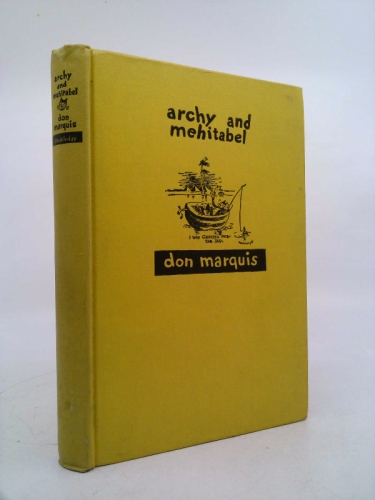 archy
and
mehitabel
don
marquis
archy and
mehitabel
don marquis